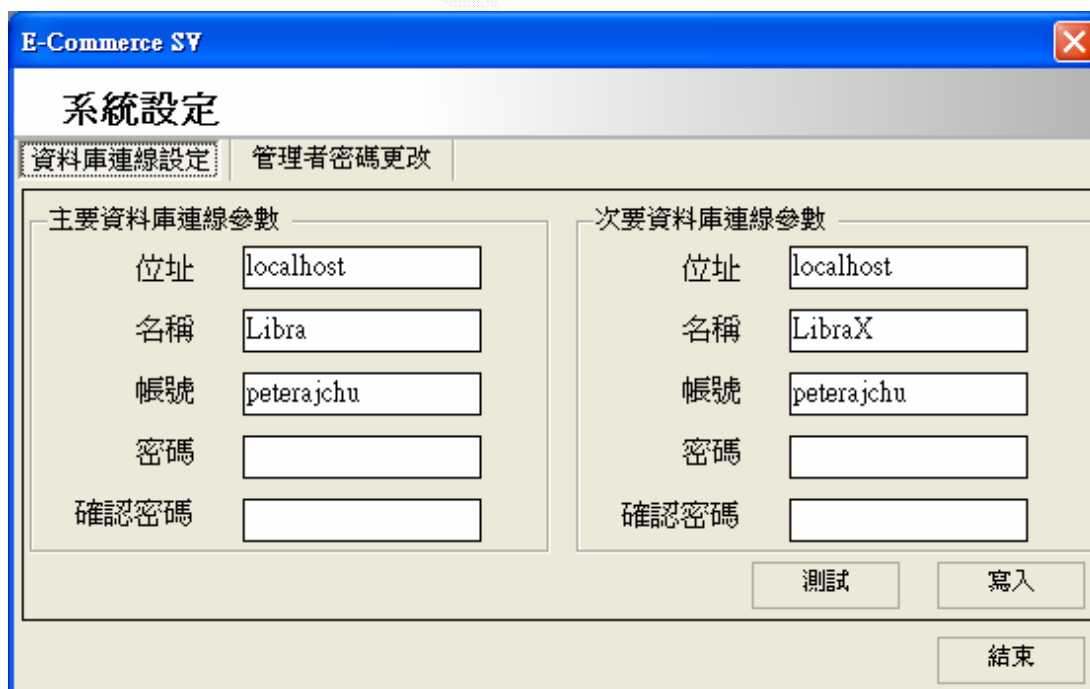 E-Commerce SV
系統設定
資料庫連線設定 管理者密碼更改
主要資料庫連線參數
位址 localhost
名稱 Libra
帳號 peterajchu
密碼
確認密碼
次要資料庫連線參數
位址 localhost
名稱 LibraX
帳號 peterajchu
密碼
確認密碼
測試 寫入
結束